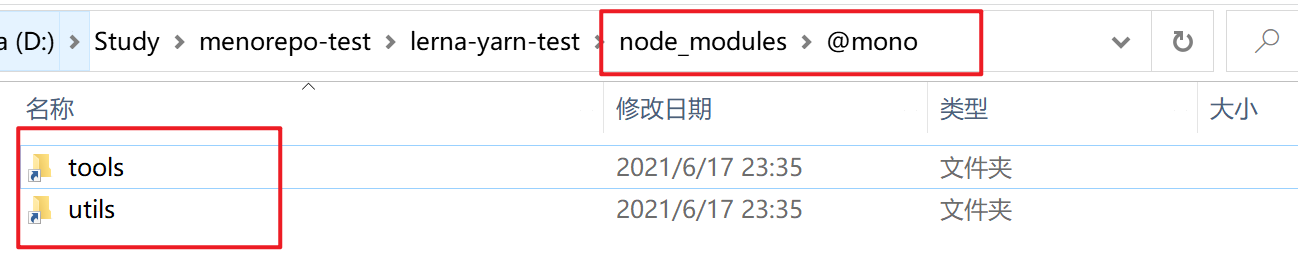 a (D:) > Study > menorepo-test > lerna-yarn-test > node_modules > @mono
名称 修改日期 类型 大小
tools 2021/6/17 23:35 文件夹
utils 2021/6/17 23:35 文件夹